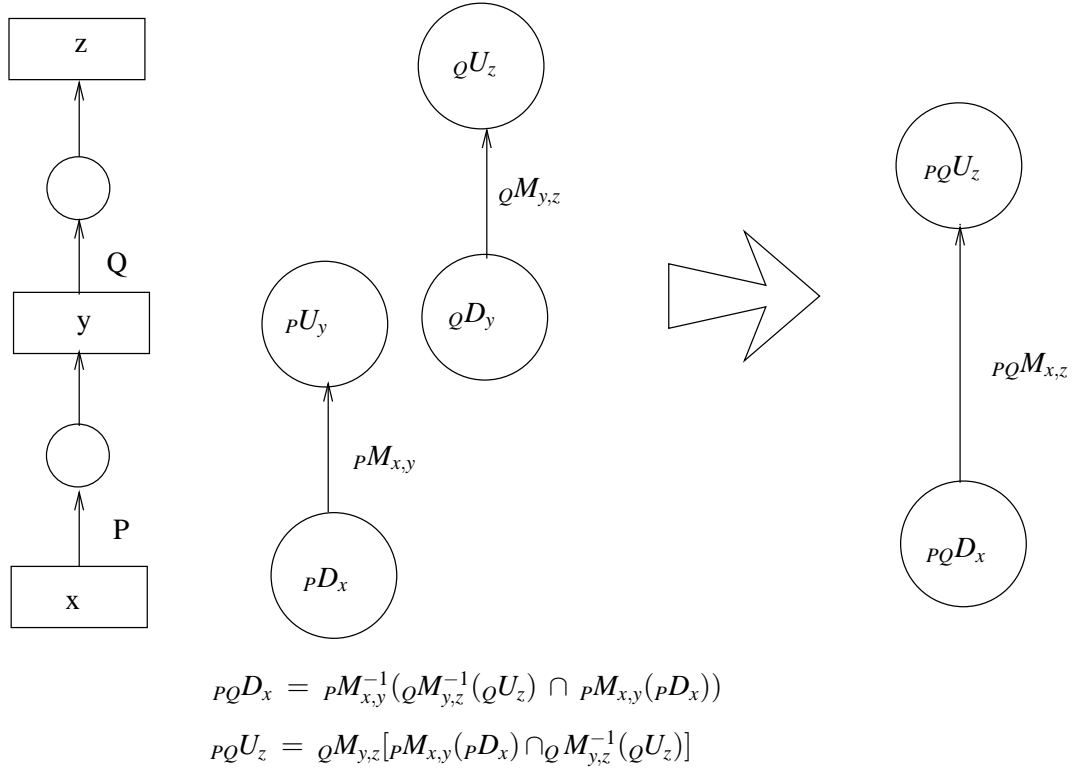 z
Q
y
P
x
QUz
QMy,z
QDy
PUy
PMx,y
PDx
PQUz
PQMx,z
PQDx
PQDx = PM⁻¹x,y(QM⁻¹y,z(QUz) ∩ PMx,y(PDx))
PQUz = QMy,z[PMx,y(PDx) ∩Q M⁻¹y,z(QUz)]